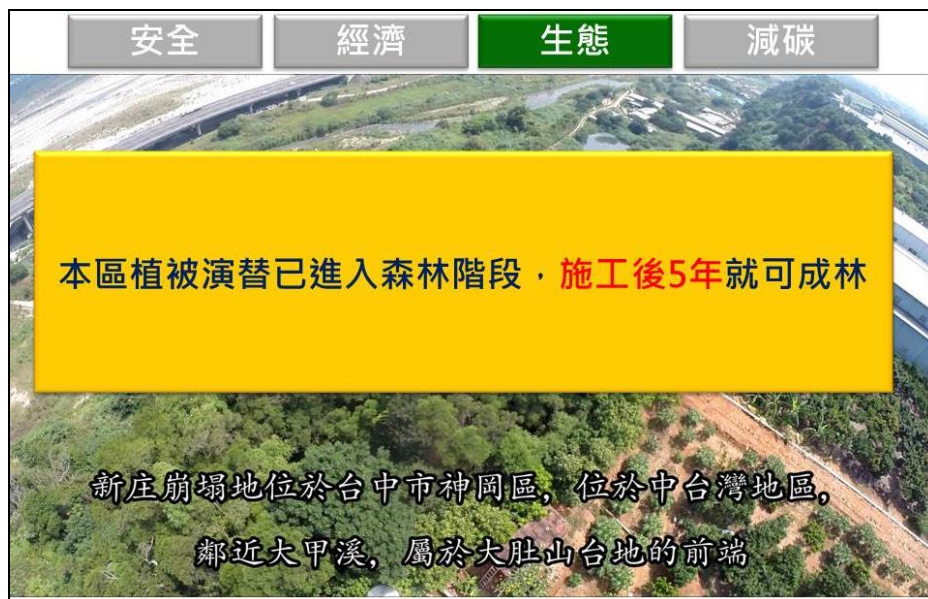 安全 經濟 生態 減碳
本區植被演替已進入森林階段，施工後5年就可成林
新庄崩塌地位於台中市神岡區，位於中台灣地區，
鄰近大甲溪，屬於大肚山台地的前端